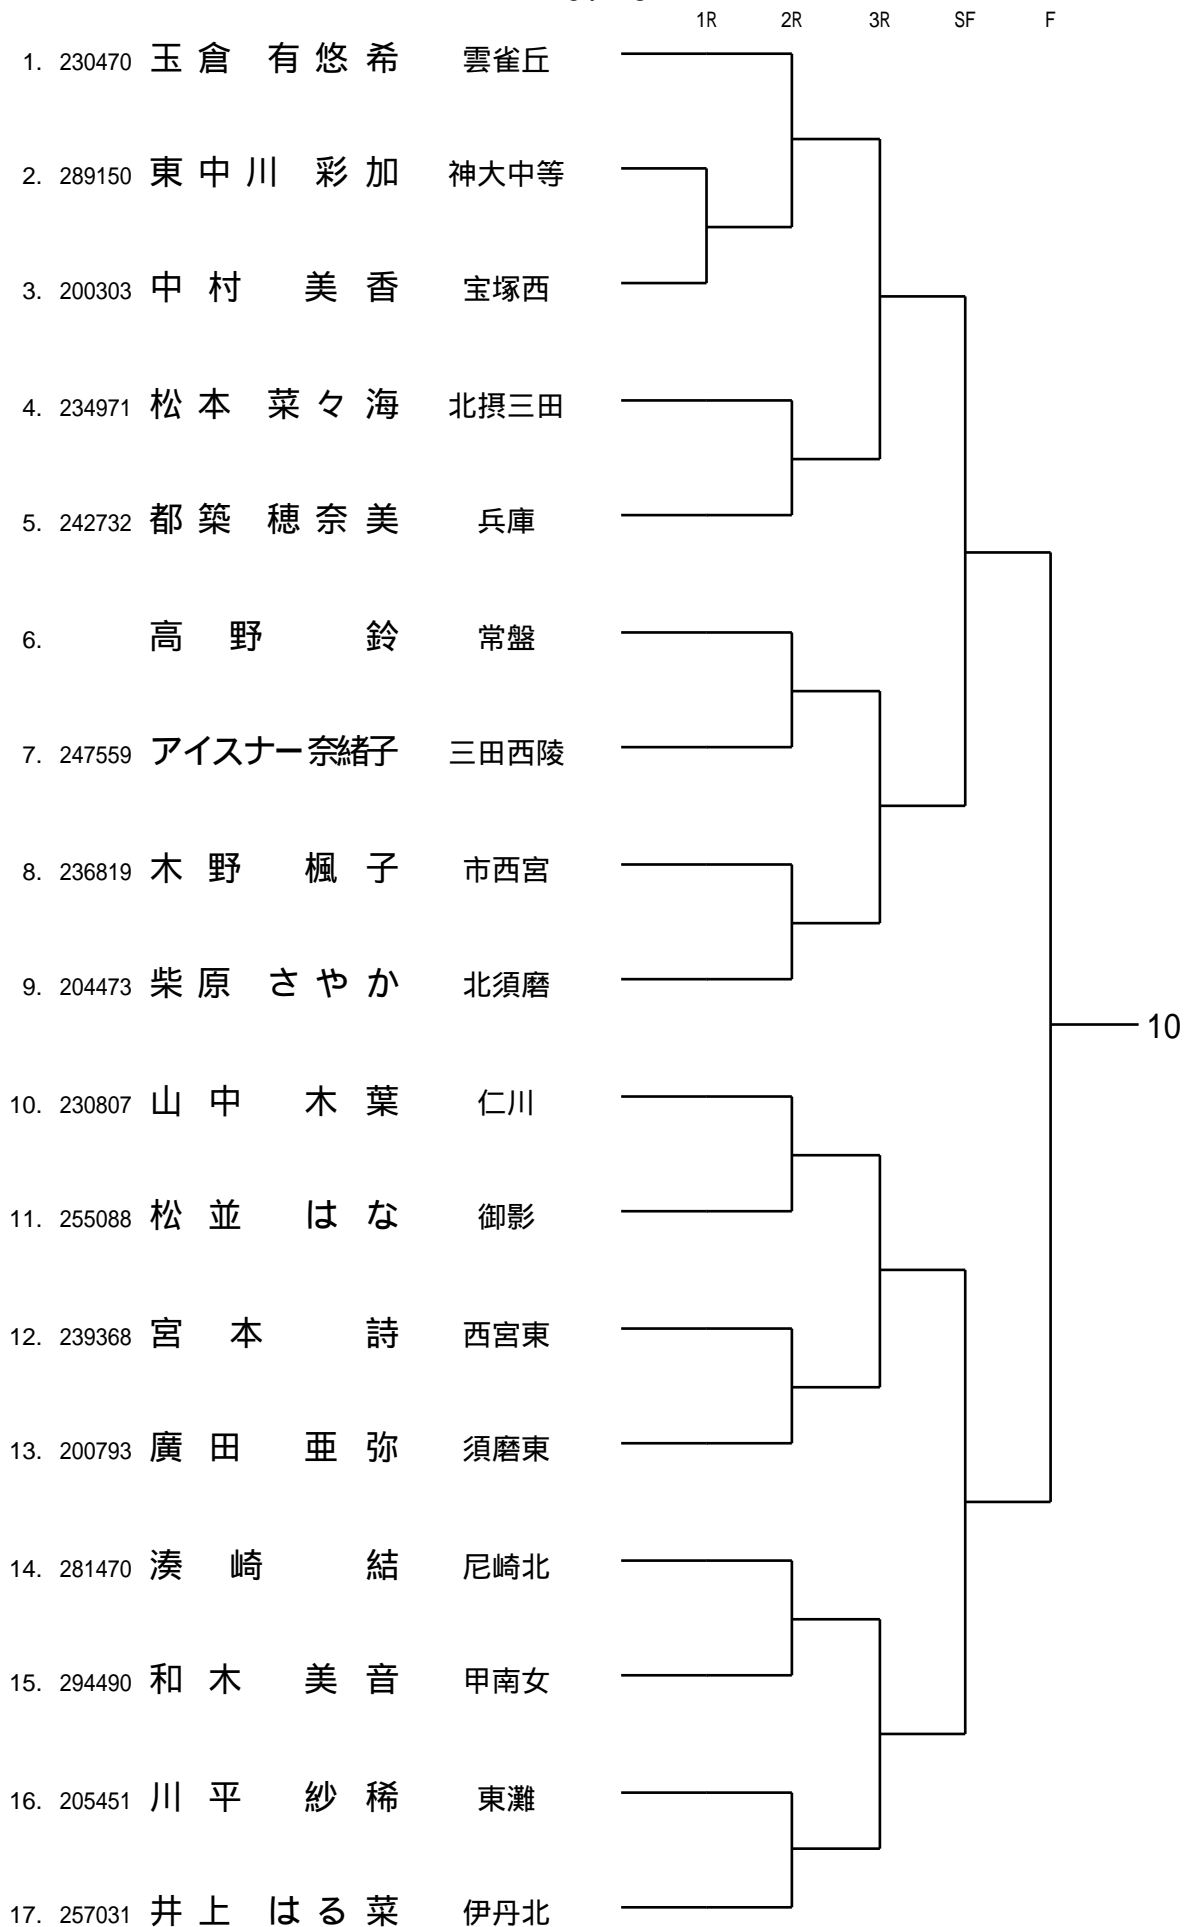 1R 2R 3R SF F
1. 230470 玉倉 有悠希 雲雀丘
2. 289150 東中川 彩加 神大中等
3. 200303 中村 美香 宝塚西
4. 234971 松本 菜々海 北摂三田
5. 242732 都築 穂奈美 兵庫
6. 高野 鈴 常盤
7. 247559 アイスナー奈緒子 三田西陵
8. 236819 木野 楓子 市西宮
9. 204473 柴原 さやか 北須磨
10
10. 230807 山中 木葉 仁川
11. 255088 松並 はな 御影
12. 239368 宮本 詩 西宮東
13. 200793 廣田 亜弥 須磨東
14. 281470 湊崎 結 尼崎北
15. 294490 和木 美音 甲南女
16. 205451 川平 紗稀 東灘
17. 257031 井上 はる菜 伊丹北